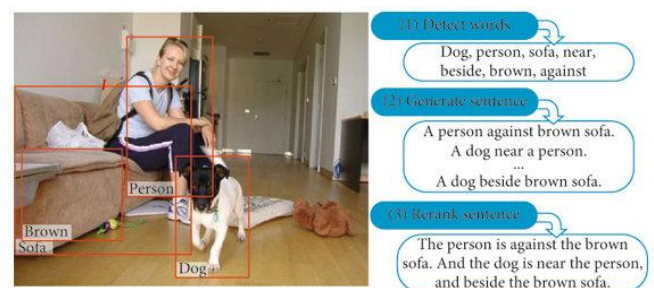 Person
Brown
Sofa
Dog
(1) Detect words
Dog, person, sofa, near,
beside, brown, against
(2) Generate sentence
A person against brown sofa.
A dog near a person.
...
A dog beside brown sofa.
(3) Rerank sentence
The person is against the brown
sofa. And the dog is near the person,
and beside the brown sofa.